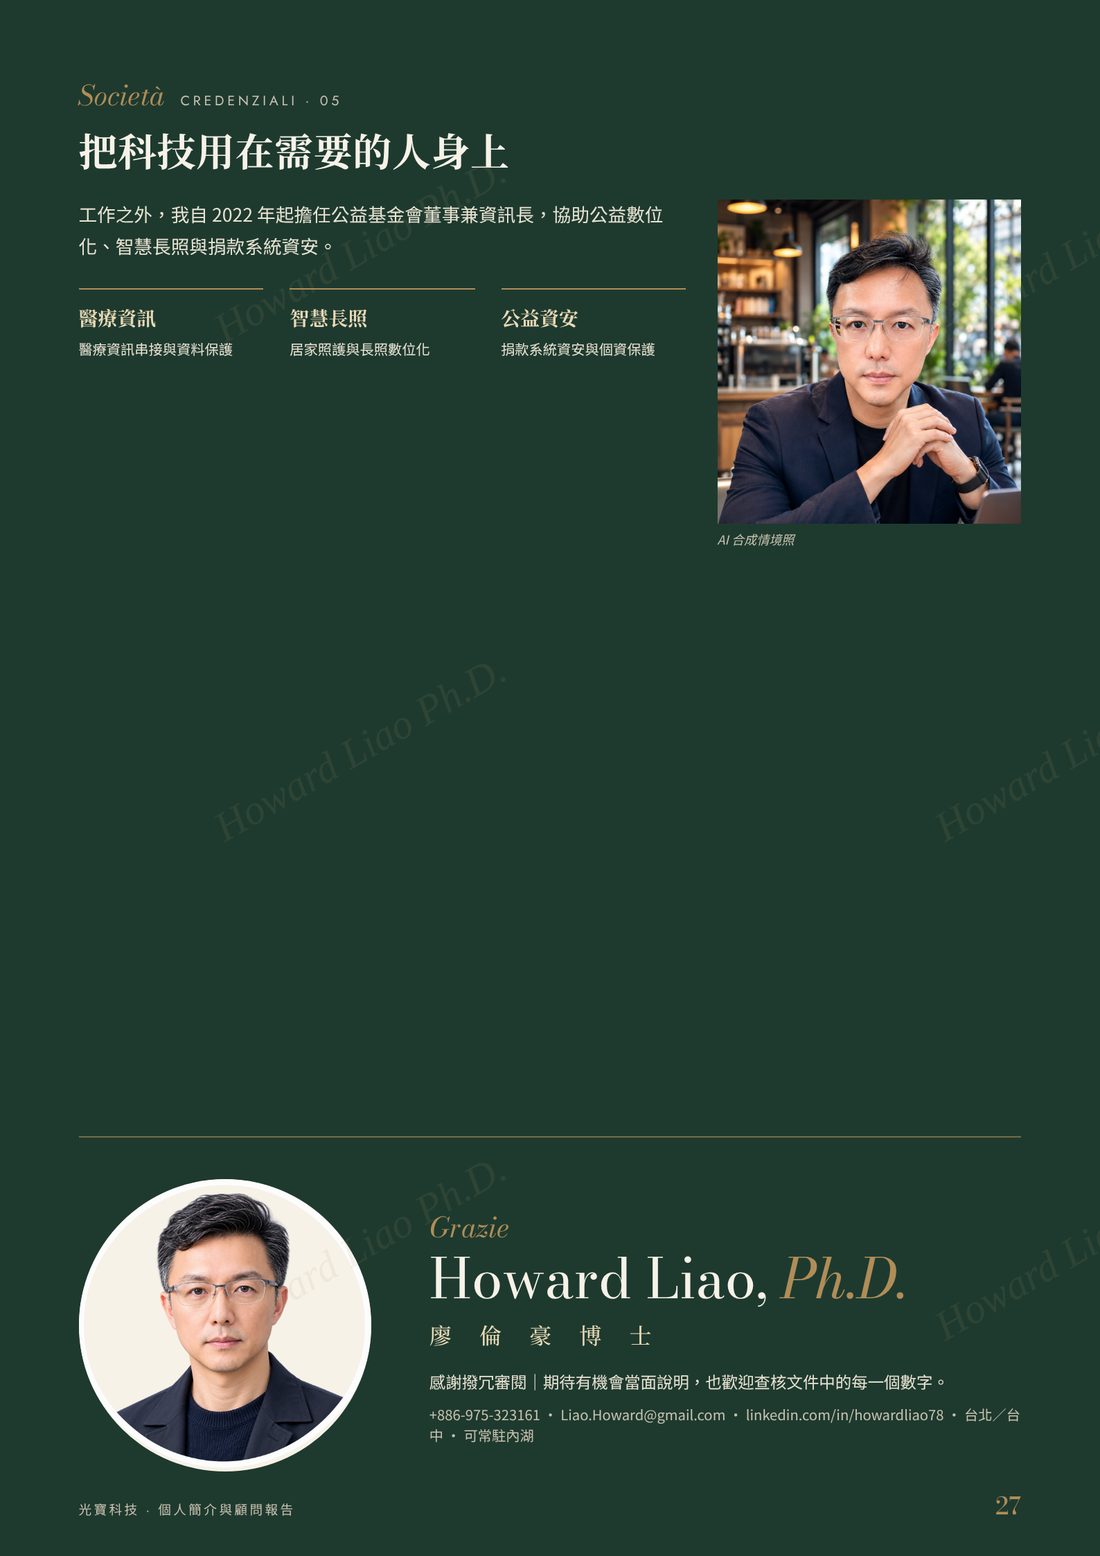 Società CREDENZIALI · 05
把科技用在需要的人身上
工作之外，我自 2022 年起擔任公益基金會董事兼資訊長，協助公益數位
化、智慧長照與捐款系統資安。
醫療資訊
醫療資訊串接與資料保護
智慧長照
居家照護與長照數位化
公益資安
捐款系統資安與個資保護
AI 合成情境照
Howard Liao Ph.D.
Howard Liao Ph.D.
Howard Liao Ph.D.
Grazie
Howard Liao, Ph.D.
廖倫豪博士
感謝撥冗審閱｜期待有機會當面說明，也歡迎查核文件中的每一個數字。
+886-975-323161 · Liao.Howard@gmail.com · linkedin.com/in/howardliao78 · 台北／台
中 · 可常駐內湖
光寶科技 · 個人簡介與顧問報告
27